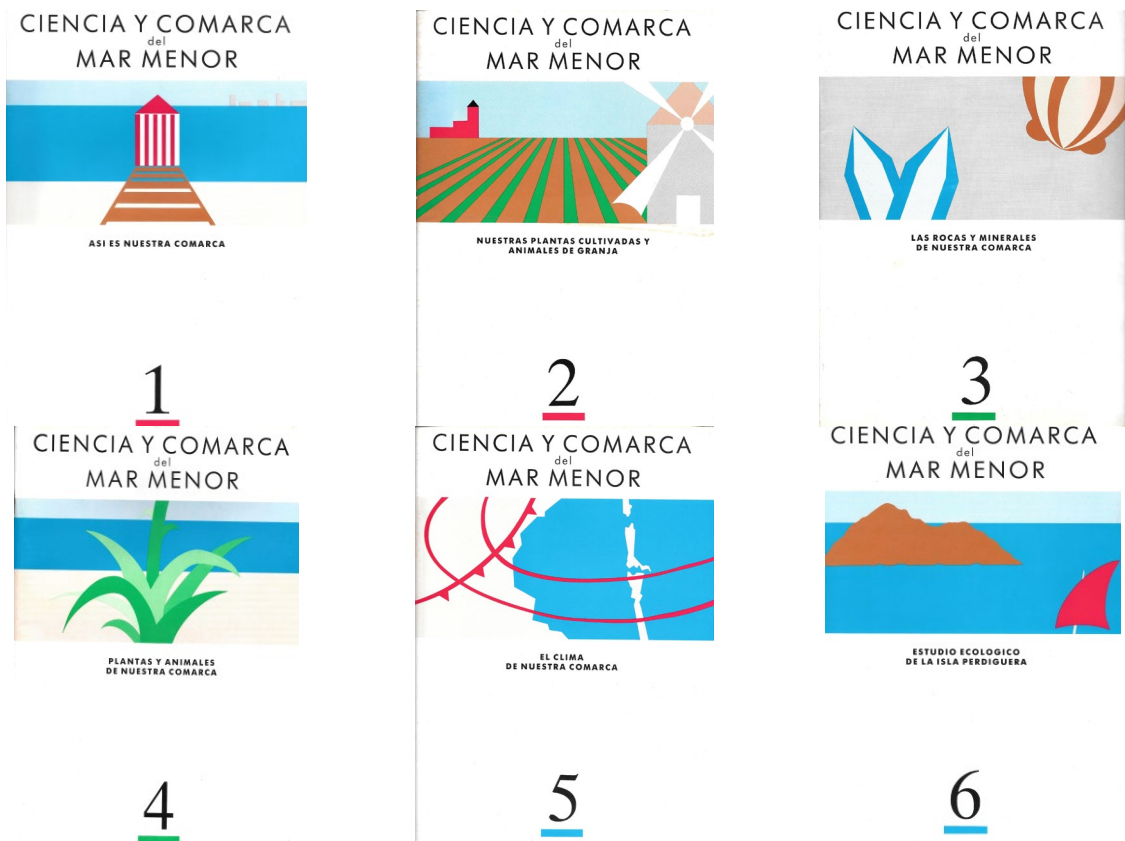 CIENCIA Y COMARCA
del
MAR MENOR
ASI ES NUESTRA COMARCA
1
CIENCIA Y COMARCA
del
MAR MENOR
NUESTRAS PLANTAS CULTIVADAS Y
ANIMALES DE GRANJA
2
CIENCIA Y COMARCA
del
MAR MENOR
LAS ROCAS Y MINERALES
DE NUESTRA COMARCA
3
CIENCIA Y COMARCA
del
MAR MENOR
PLANTAS Y ANIMALES
DE NUESTRA COMARCA
4
CIENCIA Y COMARCA
del
MAR MENOR
EL CLIMA
DE NUESTRA COMARCA
5
CIENCIA Y COMARCA
del
MAR MENOR
ESTUDIO ECOLOGICO
DE LA ISLA PERDIGUERA
6